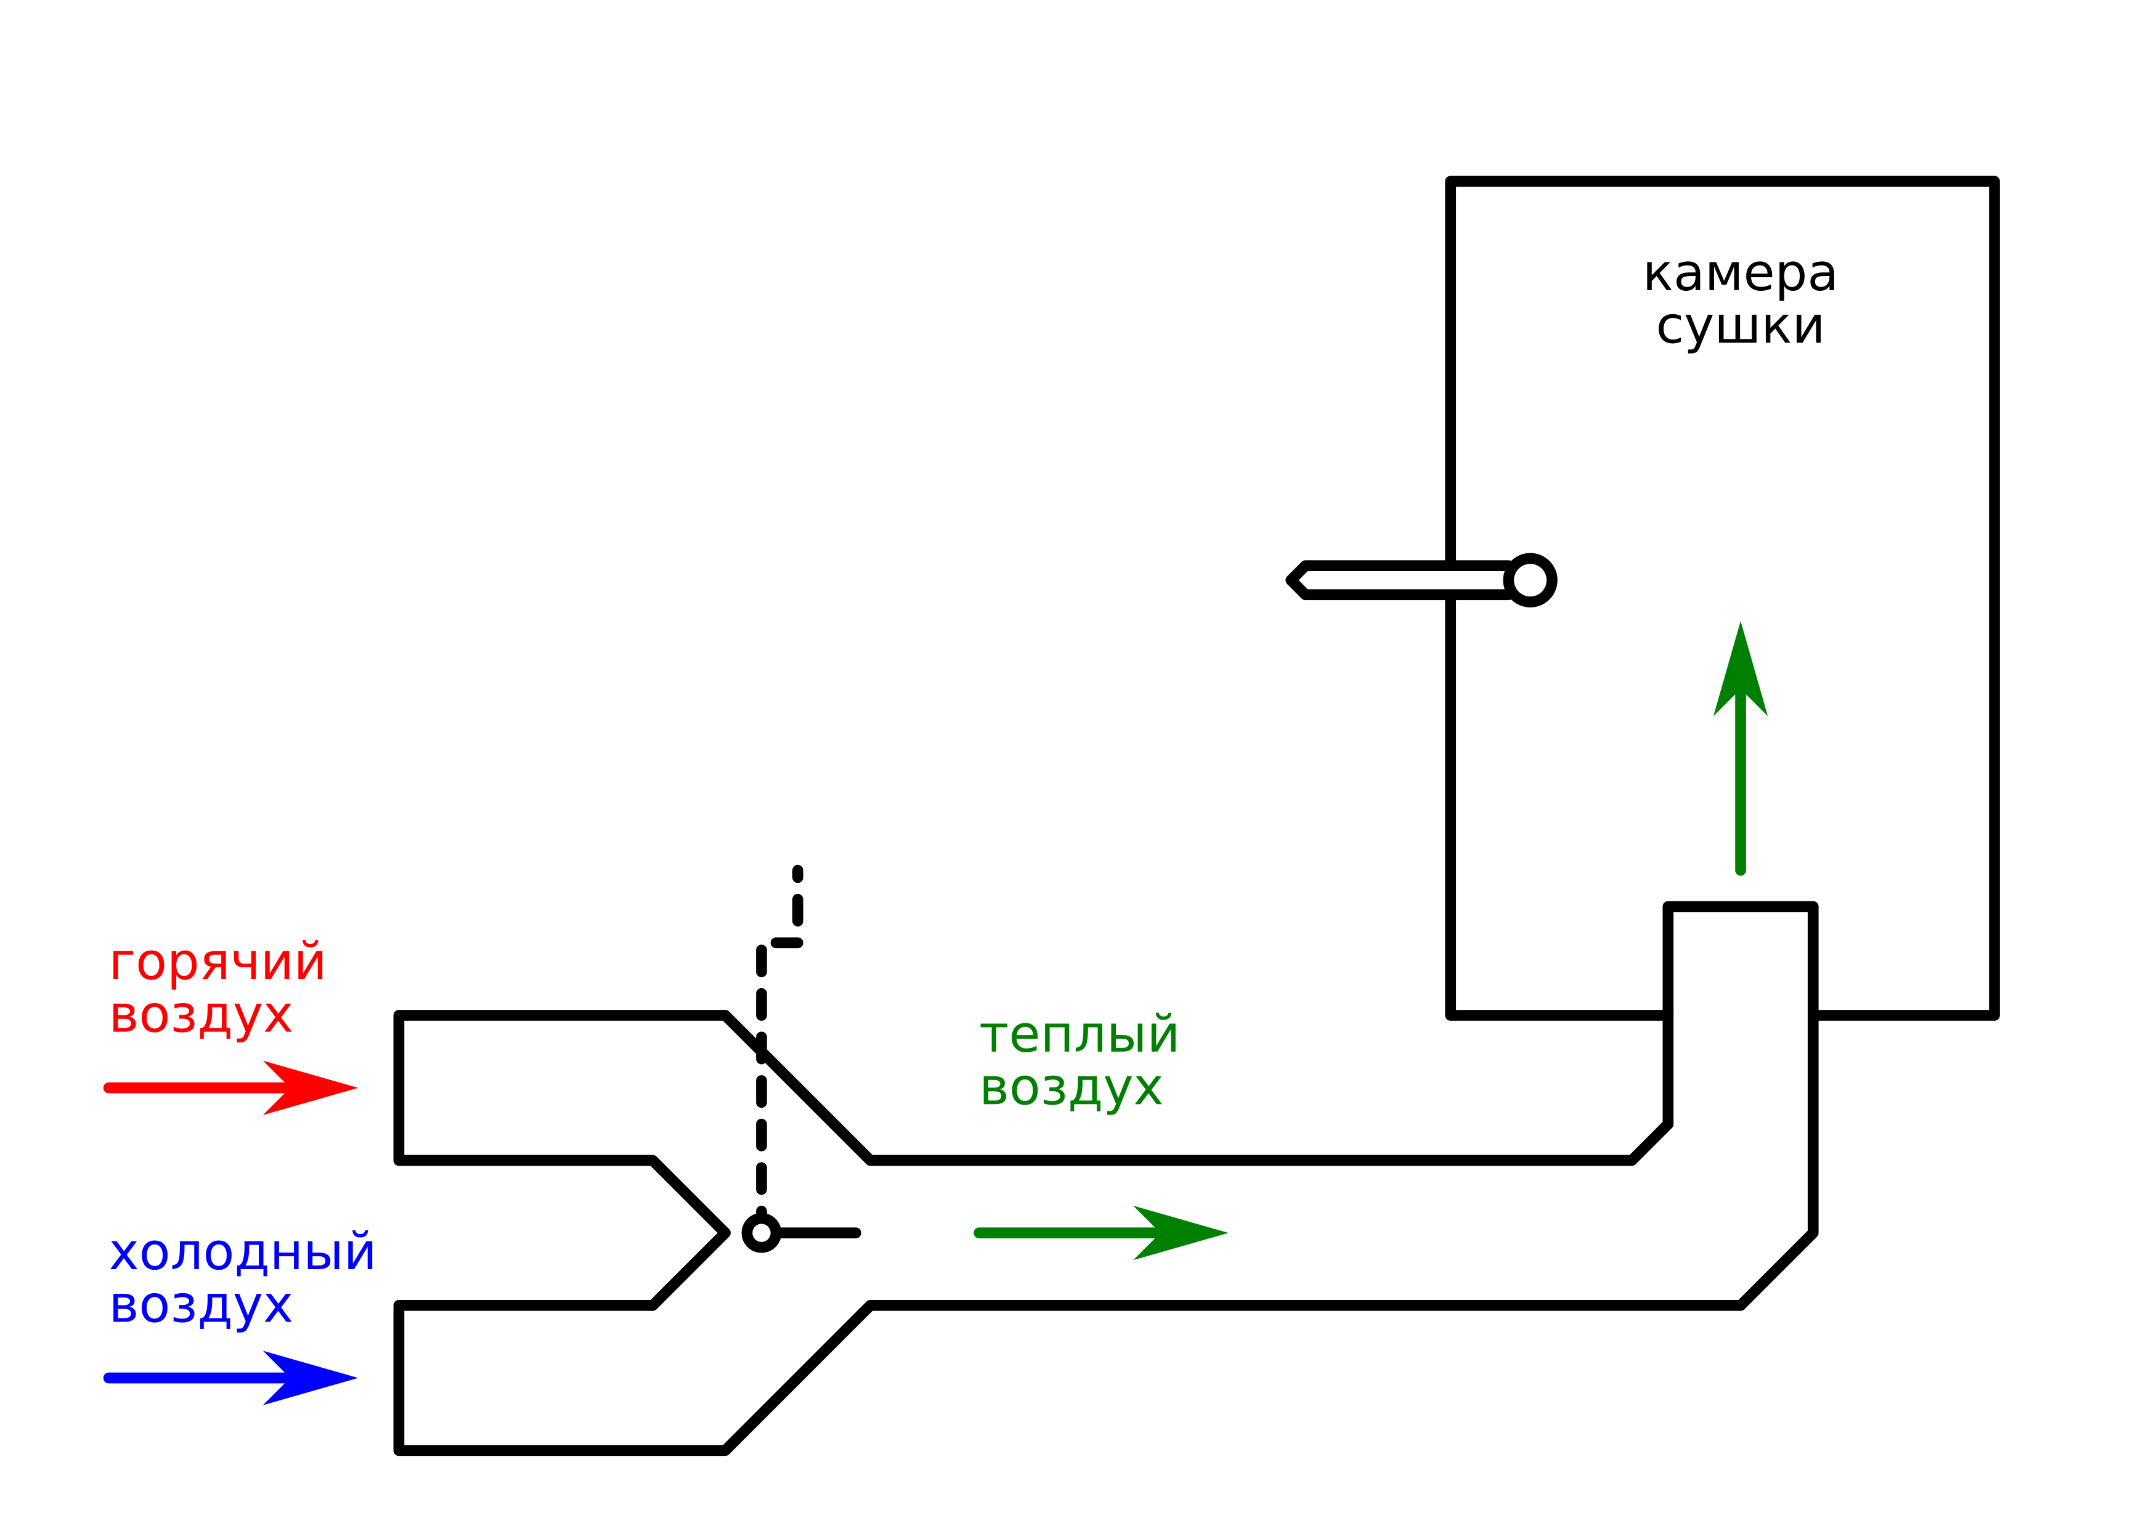 камера
сушки
горячий
воздух
теплый
воздух
холодный
воздух